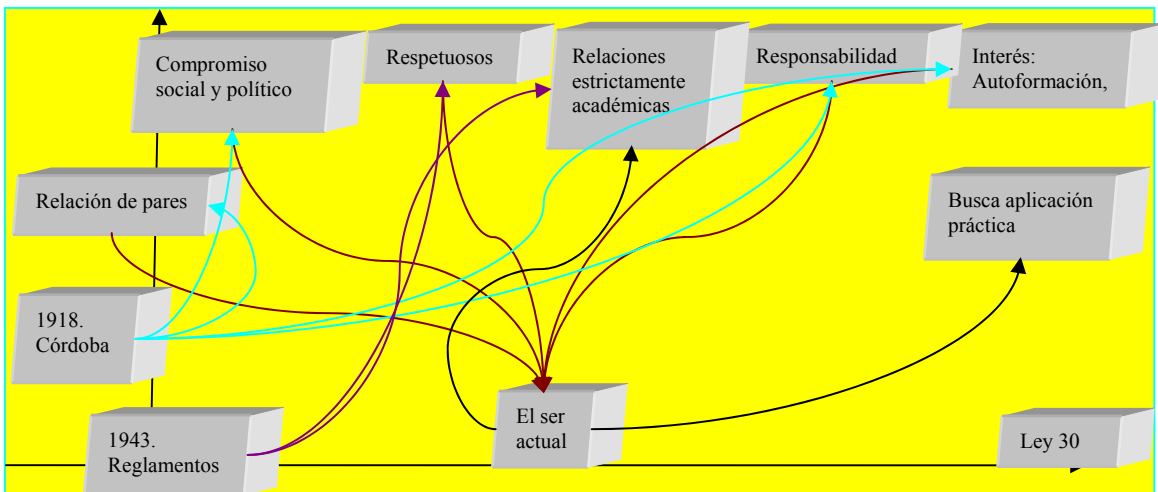 Compromiso
social y político
Respetuosos
Relaciones
estrictamente
académicas
Responsabilidad
Interés:
Autoformación,
Relación de pares
Busca aplicación
práctica
1918.
Córdoba
El ser
actual
1943.
Reglamentos
Ley 30